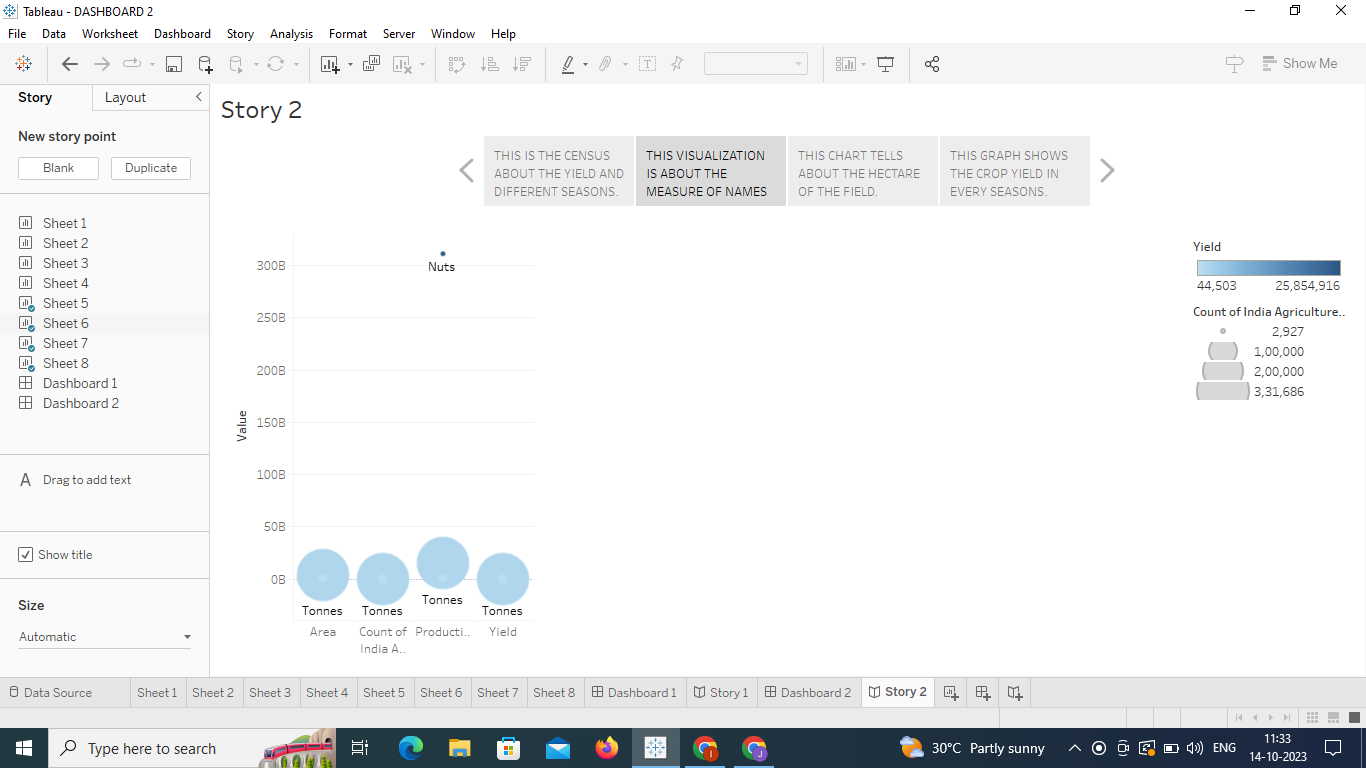 Tableau - DASHBOARD 2
File Data Worksheet Dashboard Story Analysis Format Server Window Help
Show Me
Story Layout
New story point
Blank Duplicate
Sheet 1
Sheet 2
Sheet 3
Sheet 4
Sheet 5
Sheet 6
Sheet 7
Sheet 8
Dashboard 1
Dashboard 2
A Drag to add text
Show title
Size
Automatic
Story 2
THIS IS THE CENSUS
ABOUT THE YIELD AND
DIFFERENT SEASONS.
THIS VISUALIZATION
IS ABOUT THE
MEASURE OF NAMES
THIS CHART TELLS
ABOUT THE HECTARE
OF THE FIELD.
THIS GRAPH SHOWS
THE CROP YIELD IN
EVERY SEASONS.
Value
300B
250B
200B
150B
100B
50B
0B
Nuts
Tonnes Tonnes Tonnes Tonnes
Area Count of Producti.. Yield
India A..
Yield
44,503 25,854,916
Count of India Agriculture..
2,927
1,00,000
2,00,000
3,31,686
Data Source Sheet 1 Sheet 2 Sheet 3 Sheet 4 Sheet 5 Sheet 6 Sheet 7 Sheet 8 Dashboard 1 Story 1 Dashboard 2 Story 2
Type here to search
I
J
30°C Partly sunny
ENG
11:33
14-10-2023